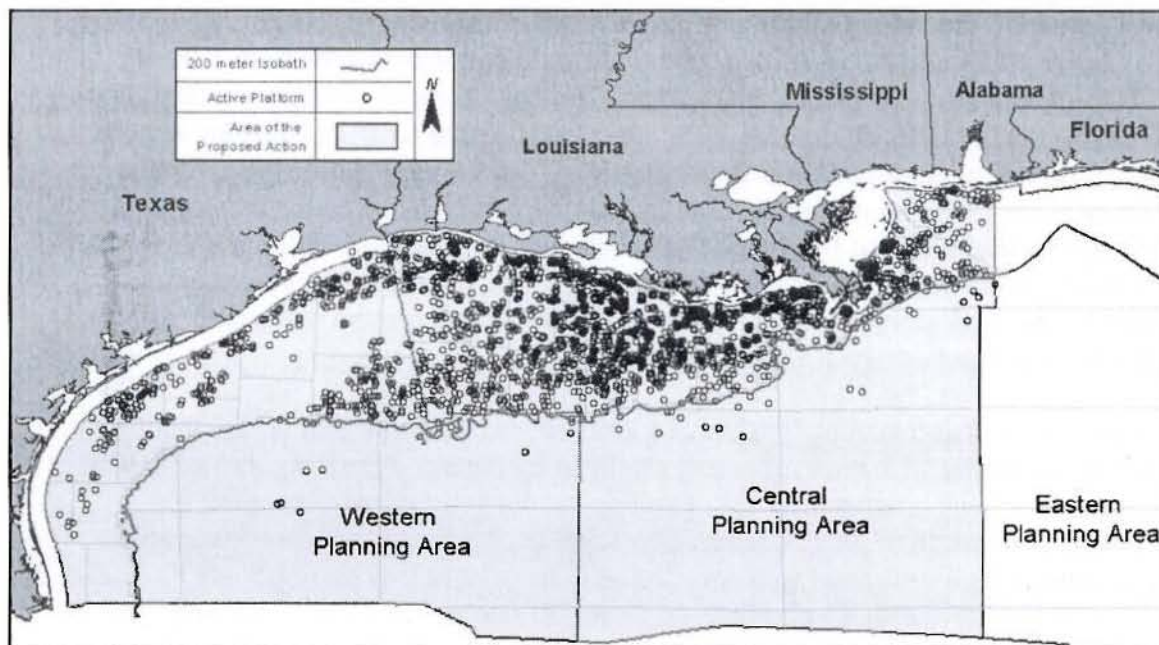 200 meter Isobath
Active Platform
Area of the
Proposed Action
N
Mississippi
Alabama
Florida
Louisiana
Texas
Western
Planning Area
Central
Planning Area
Eastern
Planning Area